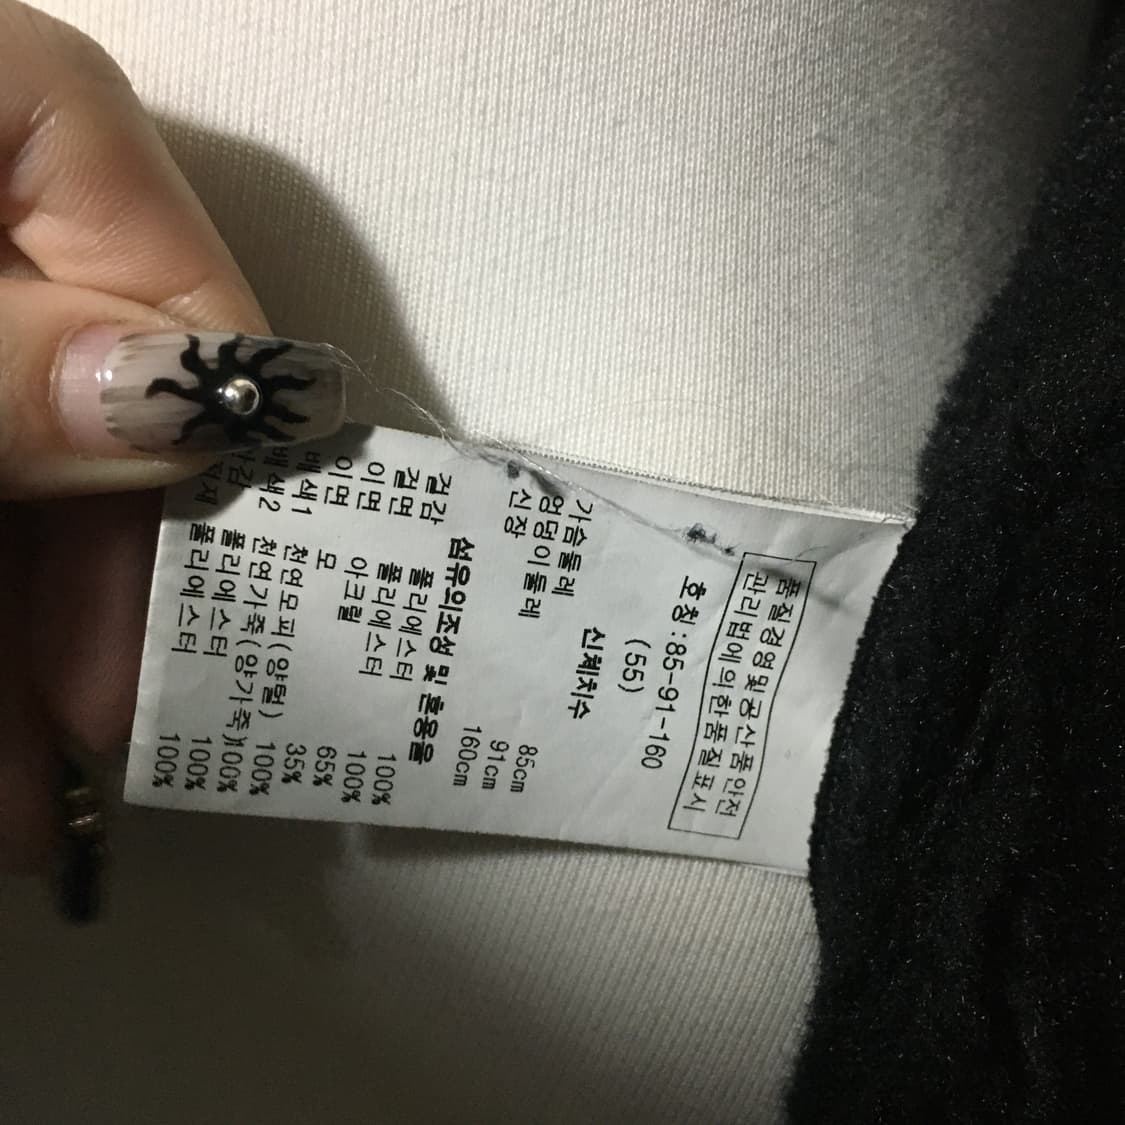 품질경영및공산품안전
관리법에의한품질표시
호칭:85-91-160
(55)
신체치수
가슴둘레 85cm
엉덩이둘레 91cm
신장 160cm
섬유의조성 및 혼용율
겉감 폴리에스터 100%
겉면 폴리에스터 100%
이면 아크릴 65%
이면 모 35%
배색1 천연모피(양털) 100%
배색2 천연가죽(양가죽)100%
안감 폴리에스터 100%
폴리에스터 100%